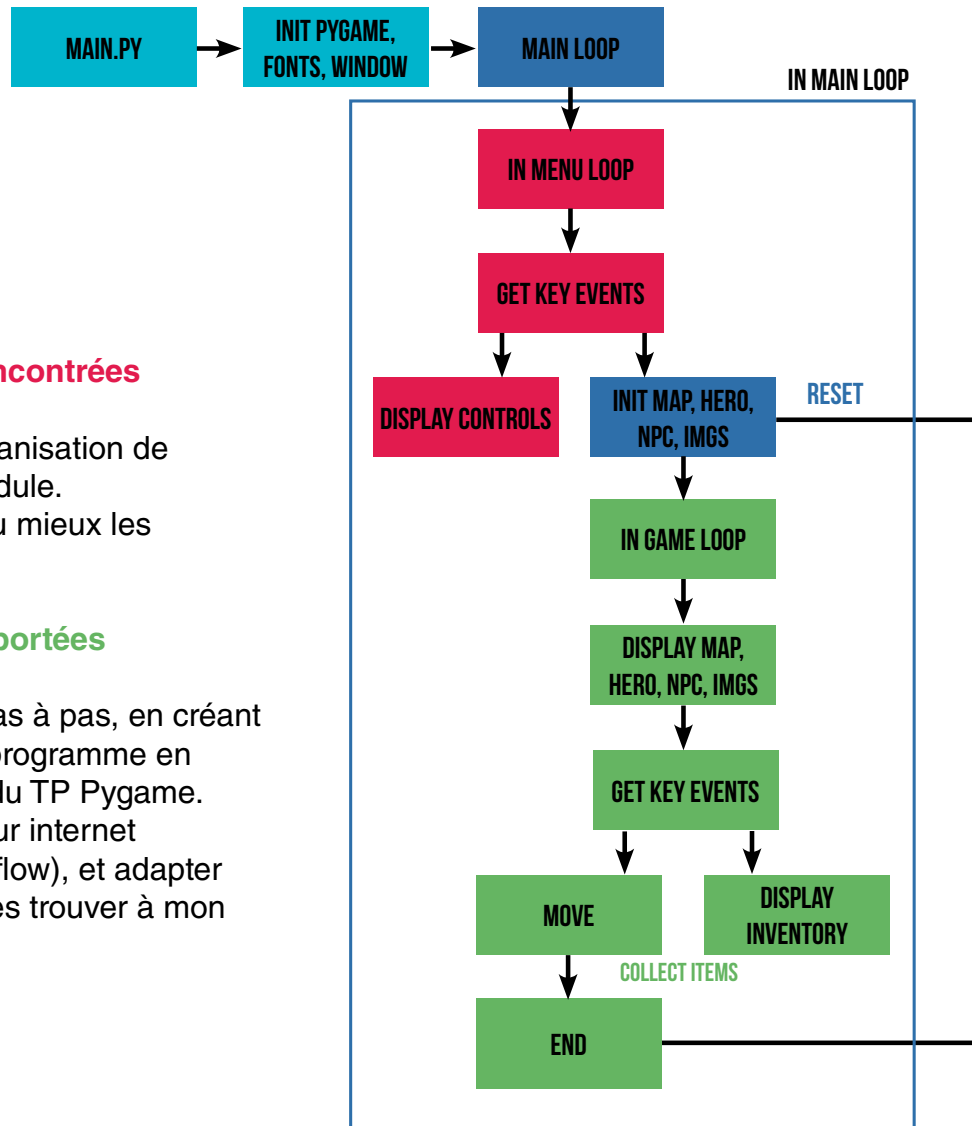 MAIN.PY
INIT PYGAME,
FONTS, WINDOW
MAIN LOOP
IN MAIN LOOP
IN MENU LOOP
GET KEY EVENTS
DISPLAY CONTROLS
INIT MAP, HERO,
NPC, IMGS
RESET
IN GAME LOOP
DISPLAY MAP,
HERO, NPC, IMGS
GET KEY EVENTS
MOVE
DISPLAY
INVENTORY
COLLECT ITEMS
END
ncontrées
anisation de
dule.
u mieux les
portées
as à pas, en créant
programme en
du TP Pygame.
ur internet
flow), et adapter
es trouver à mon